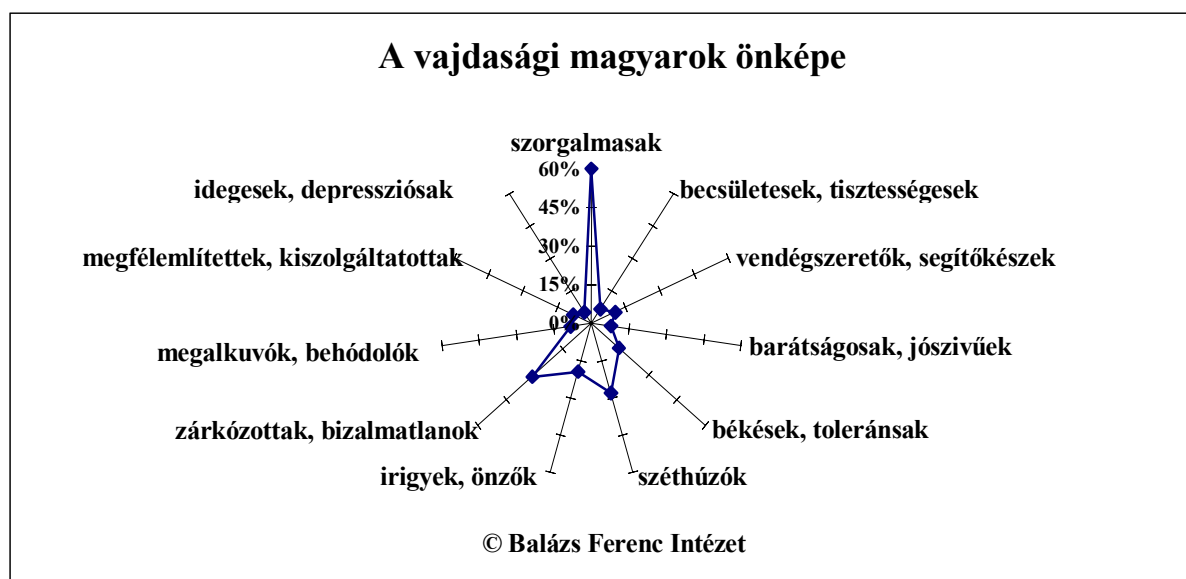 A vajdasági magyarok önképe
szorgalmasak
60%
45%
30%
15%
0%
becsületesek, tisztességesek
vendégszeretők, segítőkészek
barátságosak, jószivűek
békések, toleránsak
széthúzók
irigyek, önzők
zárkózottak, bizalmatlanok
megalkuvók, behódolók
megfélemlítettek, kiszolgáltatottak
idegesek, depressziósak
© Balázs Ferenc Intézet